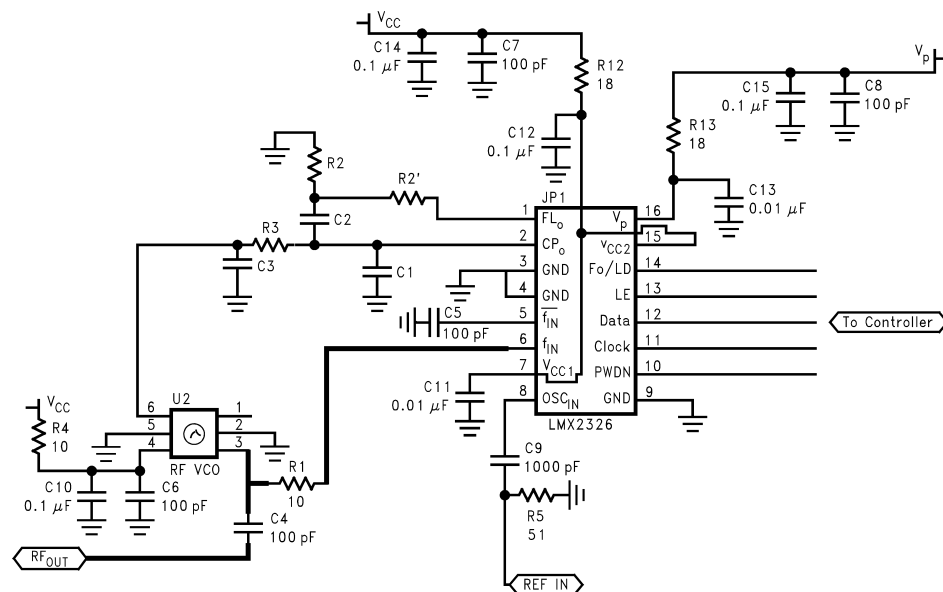 V_CC
C14
0.1 μF
C7
100 pF
R12
18
V_p
C15
0.1 μF
C8
100 pF
R13
18
C12
0.1 μF
C13
0.01 μF
R2
R2'
C2
R3
C3
C1
JP1
1
FL_o
2
CP_o
3
GND
4
GND
5
f_IN
6
f_IN
7
V_CC1
8
OSC_IN
V_p
16
V_CC2
15
Fo/LD
14
LE
13
Data
12
Clock
11
PWDN
10
GND
9
LMX2326
To Controller
C5
100 pF
C11
0.01 μF
V_CC
R4
10
U2
6
5
4
1
2
3
RF VCO
C10
0.1 μF
C6
100 pF
R1
10
C4
100 pF
RF_OUT
C9
1000 pF
R5
51
REF IN